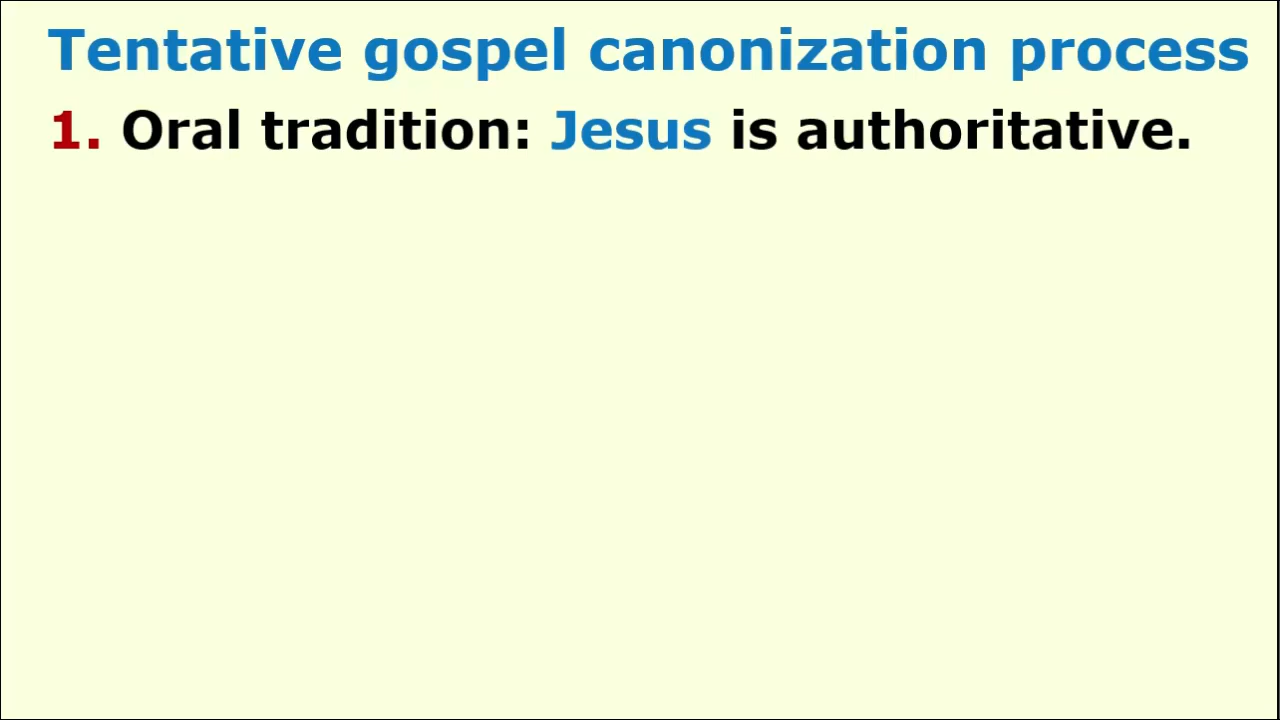 Tentative gospel canonization process
1. Oral tradition: Jesus is authoritative.